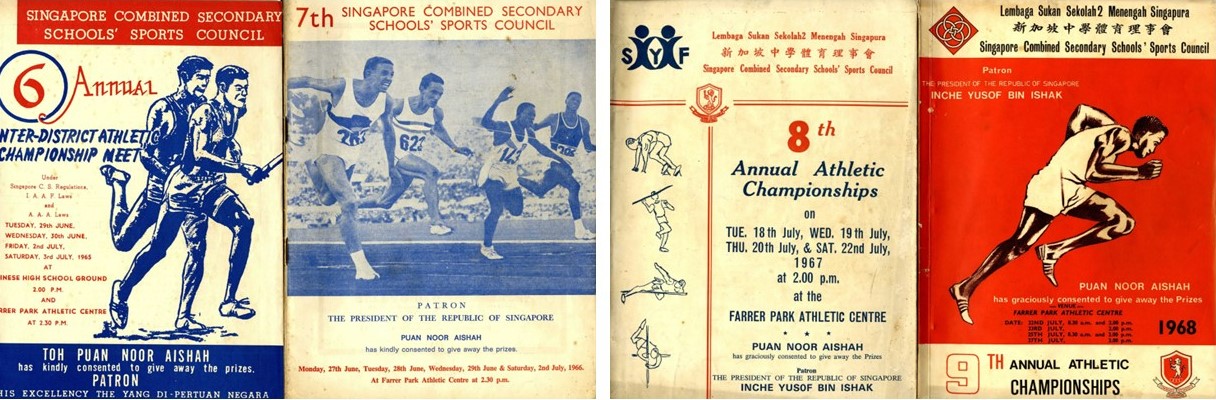 SINGAPORE COMBINED SECONDARY
SCHOOLS' SPORTS COUNCIL
6 Annual
NTER-DISTRICT ATHLET
CHAMPIONSHIP MEET
Under
Singapore C. S. Regulations,
I. A. A. F Laws
and
A. A. A. Laws
TUESDAY, 29TH JUNE,
WEDNESDAY, 30TH JUNE,
FRIDAY, 2nd JULY,
SATURDAY, 3rd JULY, 1965
AT
INESE HIGH SCHOOL GROUND
2.00 P.M.
AND
RRER PARK ATHLETIC CENTRE
AT 2.30 P.M.
TOH PUAN NOOR AISHAH
has kindly consented to give away the prizes.
PATRON
HIS EXCELLENCY THE YANG DI-PERTUAN NEGARA
7th SINGAPORE COMBINED SECONDARY
SCHOOLS' SPORTS COUNCIL
PATRON
THE PRESIDENT OF THE REPUBLIC OF SINGAPORE
PUAN NOOR AISHAH
has kindly consented to give away the prizes.
Monday, 27th June, Tuesday, 28th June, Wednesday, 29th June & Saturday, 2nd July, 1966.
At Farrer Park Athletic Centre at 2.30 p.m.
SYF
Lembaga Sukan Sekolah2 Menengah Singapura
新加坡中學體育理事會
Singapore Combined Secondary Schools' Sports Council
8th
Annual Athletic
Championships
on
TUE. 18th July, WED. 19th July,
THU. 20th July, & SAT. 22nd July,
1967
at 2.00 p.m.
at the
FARRER PARK ATHLETIC CENTRE
PUAN NOOR AISHAH
has graciously consented to give away the Prizes
Patron
THE PRESIDENT OF THE REPUBLIC OF SINGAPORE
INCHE YUSOF BIN ISHAK
Lembaga Sukan Sekolah2 Menengah Singapura
新加坡中學體育理事會
Singapore Combined Secondary Schools' Sports Council
Patron
THE PRESIDENT OF THE REPUBLIC OF SINGAPORE
INCHE YUSOF BIN ISHAK
PUAN NOOR AISHAH
has graciously consented to give away the Prizes
VENUE
FARRER PARK ATHLETIC CENTRE
DATE: 22ND JULY,
1968
9TH ANNUAL ATHLETIC
CHAMPIONSHIPS